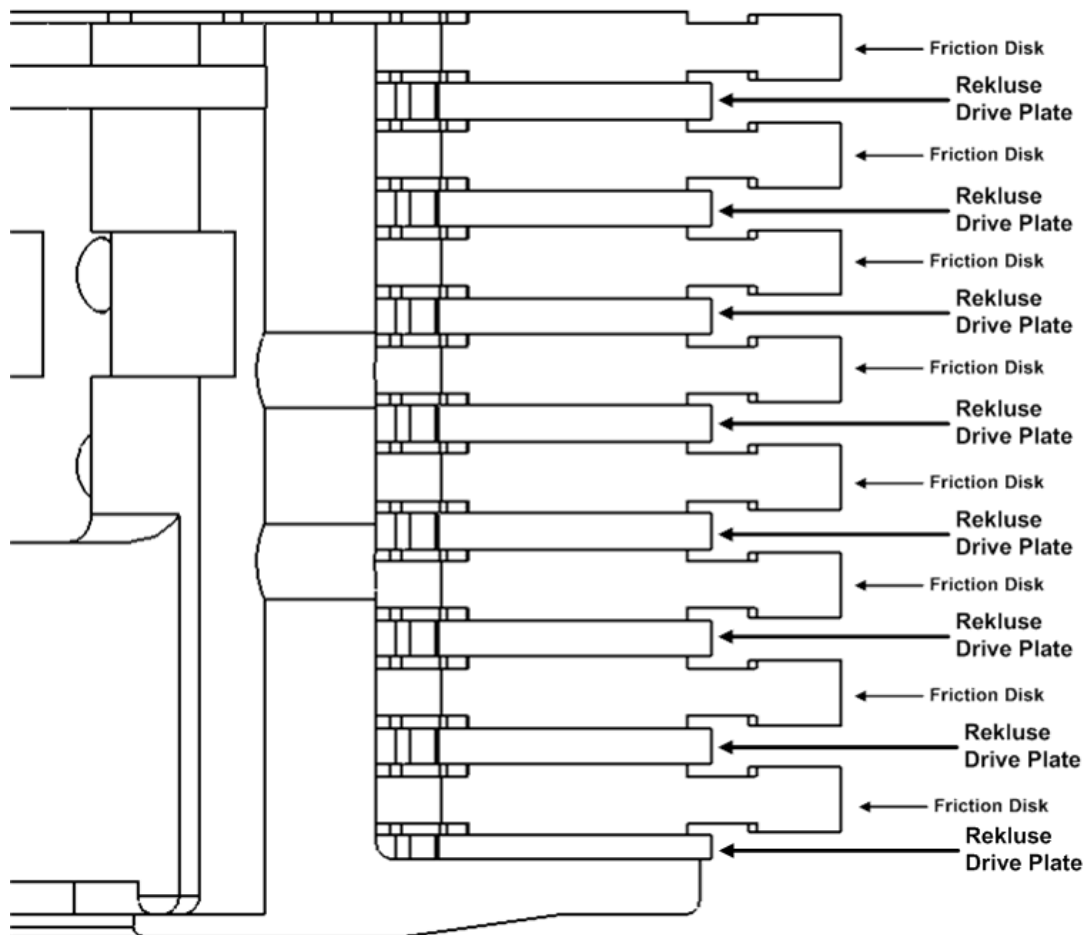 Friction Disk
Rekluse
Drive Plate
Friction Disk
Rekluse
Drive Plate
Friction Disk
Rekluse
Drive Plate
Friction Disk
Rekluse
Drive Plate
Friction Disk
Rekluse
Drive Plate
Friction Disk
Rekluse
Drive Plate
Friction Disk
Rekluse
Drive Plate
Friction Disk
Rekluse
Drive Plate